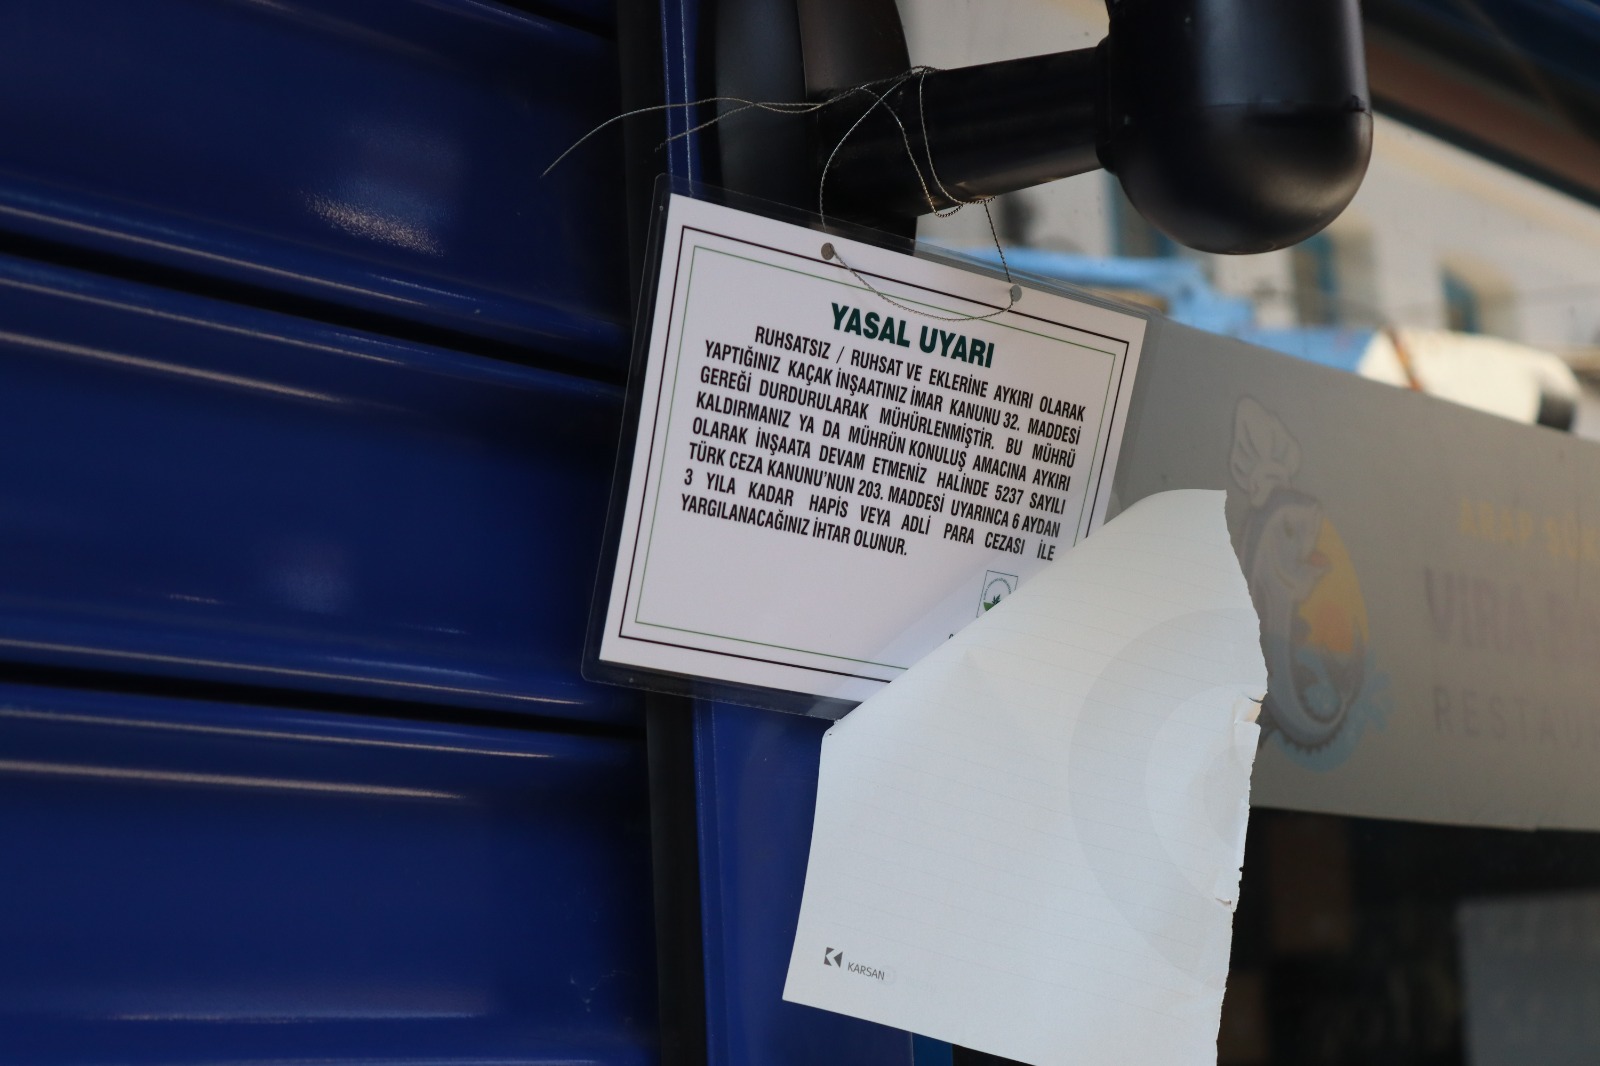 YASAL UYARI
RUHSATSIZ / RUHSAT VE EKLERİNE AYKIRI OLARAK
YAPTIĞINIZ KAÇAK İNŞAATINIZ İMAR KANUNU 32. MADDESİ
GEREĞİ DURDURULARAK MÜHÜRLENMİŞTİR. BU MÜHRÜ
KALDIRMANIZ YA DA MÜHRÜN KONULUŞ AMACINA AYKIRI
OLARAK İNŞAATA DEVAM ETMENİZ HALİNDE 5237 SAYILI
TÜRK CEZA KANUNU'NUN 203. MADDESİ UYARINCA 6 AYDAN
3 YILA KADAR HAPİS VEYA ADLİ PARA CEZASI İLE
YARGILANACAĞINIZ İHTAR OLUNUR.
KARSAN